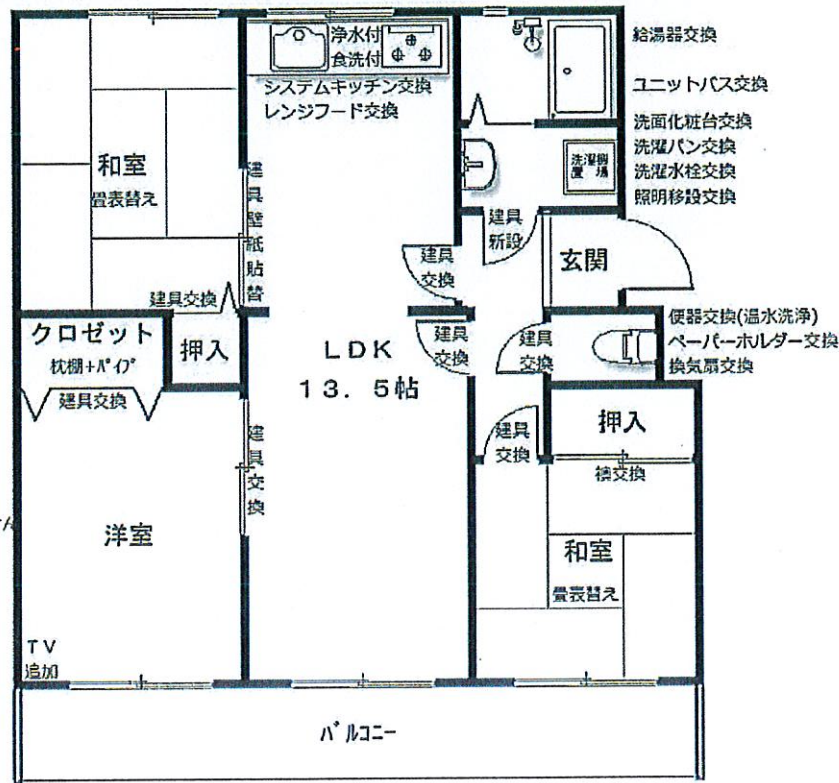 浄水付
食洗付
システムキッチン交換
レンジフード交換
給湯器交換
ユニットバス交換
洗面化粧台交換
洗濯パン交換
洗濯水栓交換
照明移設交換
洗濯機
置場
和室
畳表替え
建具壁紙貼替
建具
新設
建具
交換
玄関
建具交換
クロゼット
枕棚+パイプ
建具交換
押入
LDK
13.5帖
建具
交換
建具
交換
便器交換(温水洗浄)
ペーパーホルダー交換
換気扇交換
建具交換
建具
交換
押入
襖交換
洋室
和室
畳表替え
TV
追加
バルコニー